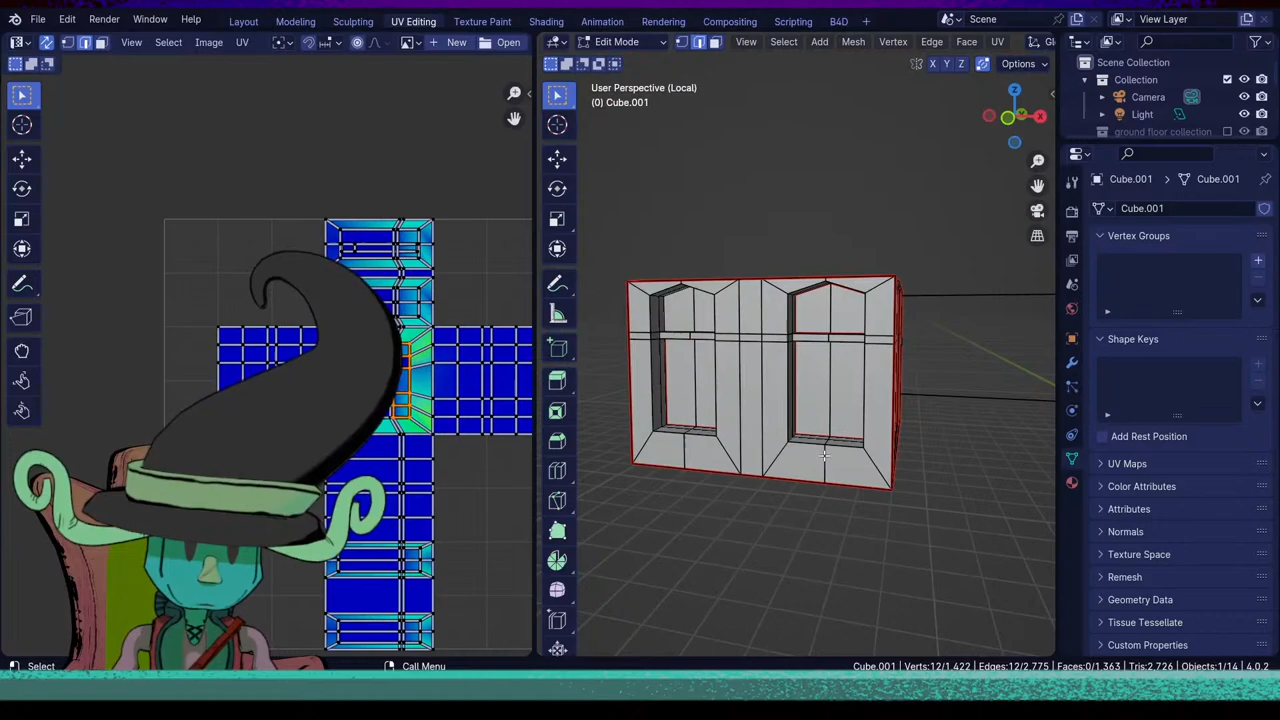 File Edit Render Window Help Layout Modeling Sculpting UV Editing Texture Paint Shading Animation Rendering Compositing Scripting B4D + Scene View Layer
View Select Image UV + New Open Edit Mode View Select Add Mesh Vertex Edge Face UV Gl
X Y Z Options
User Perspective (Local)
(0) Cube.001
Z
X
Scene Collection
Collection
Camera
Light
ground floor collection
Cube.001 > Cube.001
Cube.001
Vertex Groups
Shape Keys
Add Rest Position
UV Maps
Color Attributes
Attributes
Normals
Texture Space
Remesh
Geometry Data
Texture Tessellate
Custom Properties
Select Call Menu Cube.001 | Verts:12/1.422 | Edges:12/2.775 | Faces:0/1.363 | Tris:2.726 | Objects:1/14 | 4.0.2